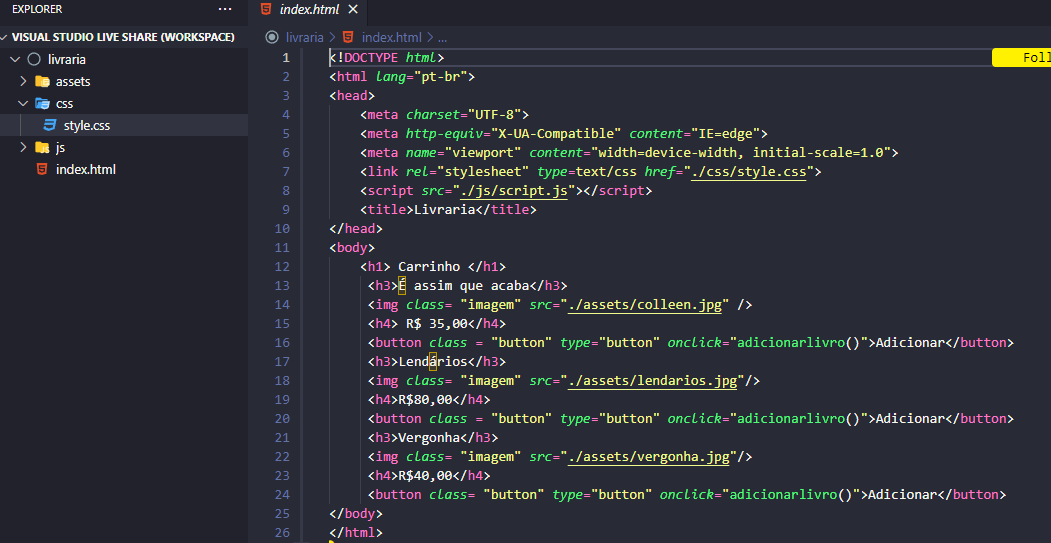 EXPLORER ...
index.html ×
VISUAL STUDIO LIVE SHARE (WORKSPACE)
livraria > index.html > ...
livraria
assets
css
style.css
js
index.html
1 <!DOCTYPE html>
Foll
2 <html lang="pt-br">
3 <head>
4 <meta charset="UTF-8">
5 <meta http-equiv="X-UA-Compatible" content="IE=edge">
6 <meta name="viewport" content="width=device-width, initial-scale=1.0">
7 <link rel="stylesheet" type=text/css href="./css/style.css">
8 <script src="./js/script.js"></script>
9 <title>Livraria</title>
10 </head>
11 <body>
12 <h1> Carrinho </h1>
13 <h3>É assim que acaba</h3>
14 <img class= "imagem" src="./assets/colleen.jpg" />
15 <h4> R$ 35,00</h4>
16 <button class = "button" type="button" onclick="adicionarlivro()">Adicionar</button>
17 <h3>Lendários</h3>
18 <img class= "imagem" src="./assets/lendarios.jpg"/>
19 <h4>R$80,00</h4>
20 <button class = "button" type="button" onclick="adicionarlivro()">Adicionar</button>
21 <h3>Vergonha</h3>
22 <img class= "imagem" src="./assets/vergonha.jpg"/>
23 <h4>R$40,00</h4>
24 <button class= "button" type="button" onclick="adicionarlivro()">Adicionar</button>
25 </body>
26 </html>